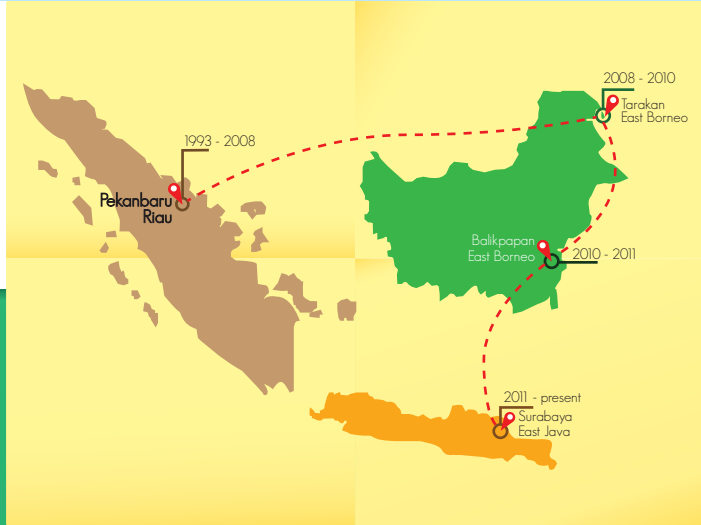 1993 - 2008
Pekanbaru
Riau
2008 - 2010
Tarakan
East Borneo
Balikpapan
East Borneo
2010 - 2011
2011 - present
Surabaya
East Java